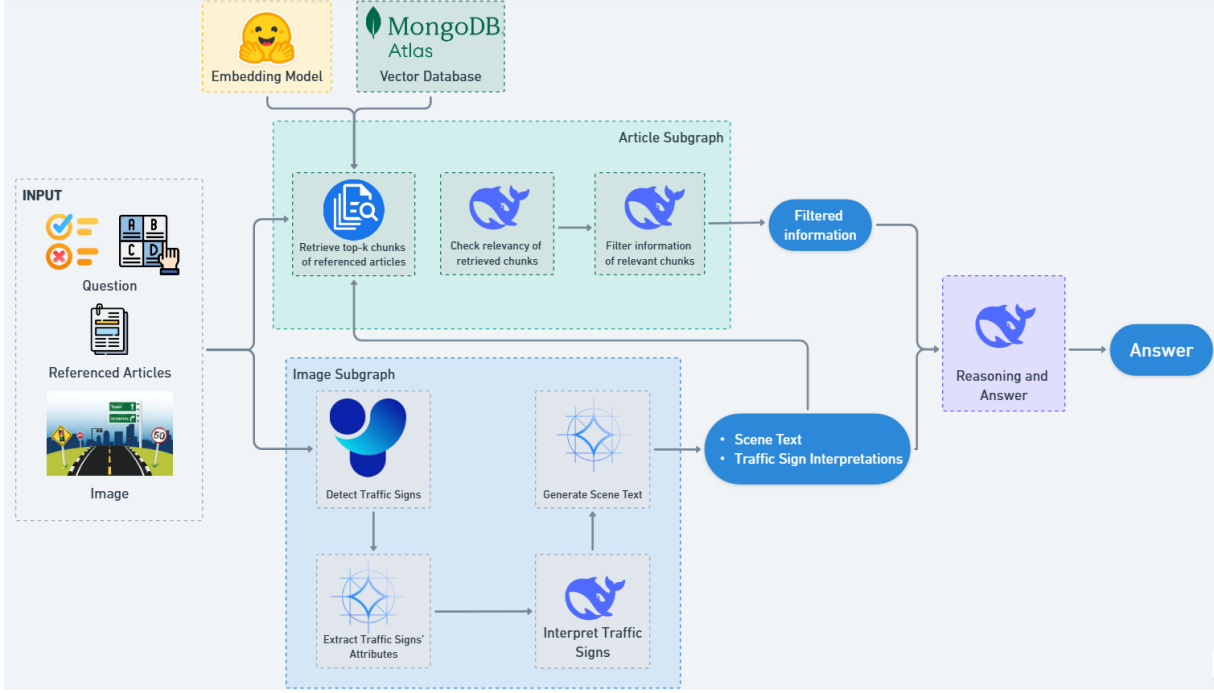 MongoDB
Atlas
Embedding Model
Vector Database
Article Subgraph
INPUT
A B
C D
Question
Referenced Articles
Image
50
Retrieve top-k chunks
of referenced articles
Check relevancy of
retrieved chunks
Filter information
of relevant chunks
Filtered
information
Image Subgraph
Detect Traffic Signs
Generate Scene Text
Extract Traffic Signs'
Attributes
Interpret Traffic
Signs
• Scene Text
• Traffic Sign Interpretations
Reasoning and
Answer
Answer